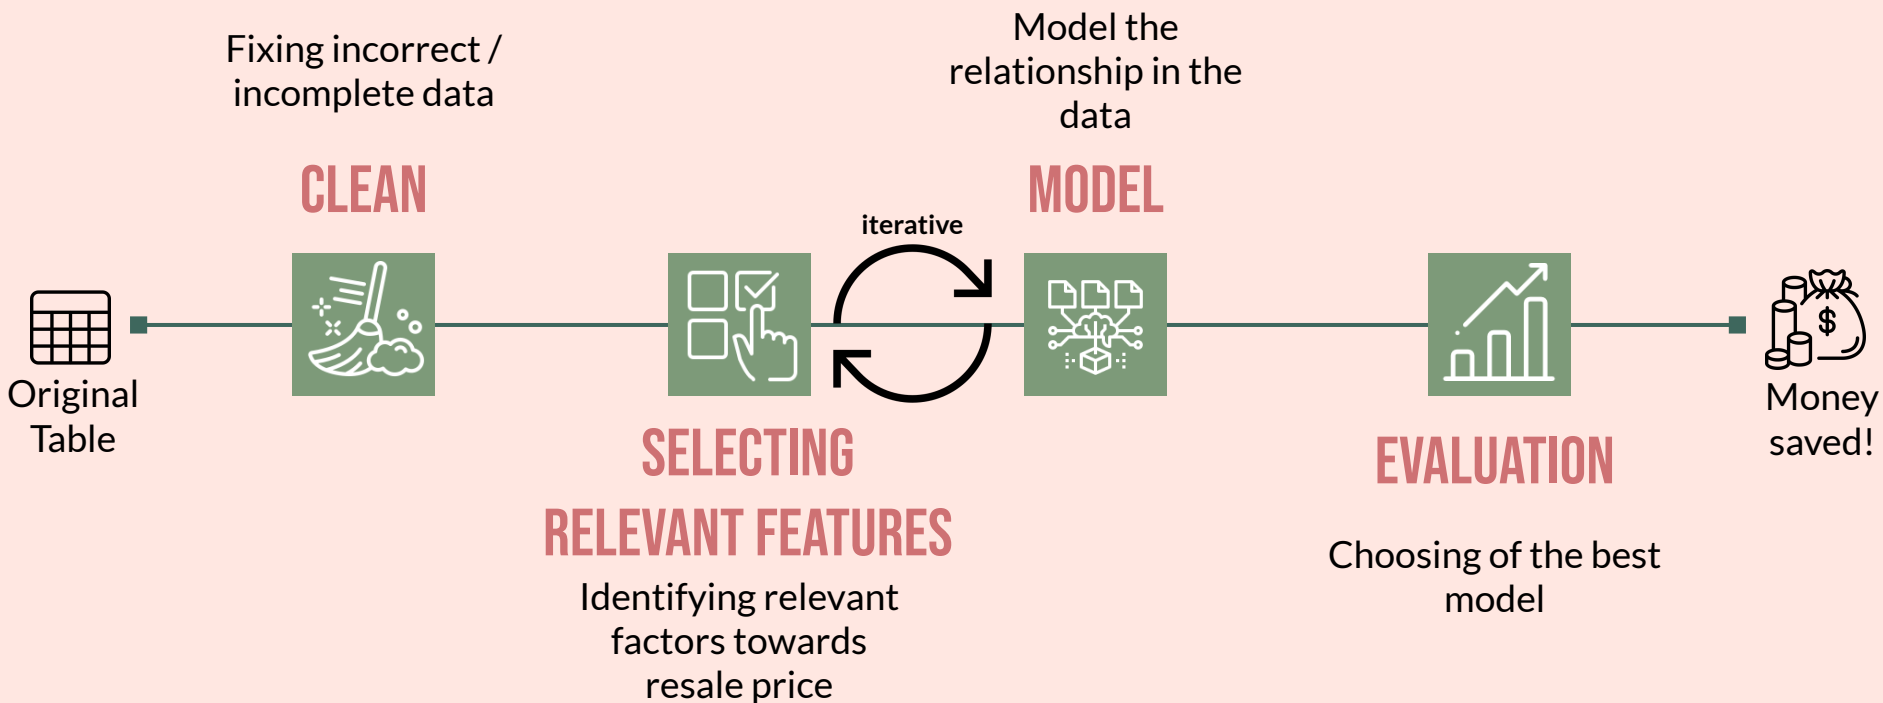 Fixing incorrect /
incomplete data
CLEAN
Model the
relationship in the
data
MODEL
iterative
Original
Table
SELECTING
RELEVANT FEATURES
Identifying relevant
factors towards
resale price
EVALUATION
Choosing of the best
model
$
Money
saved!